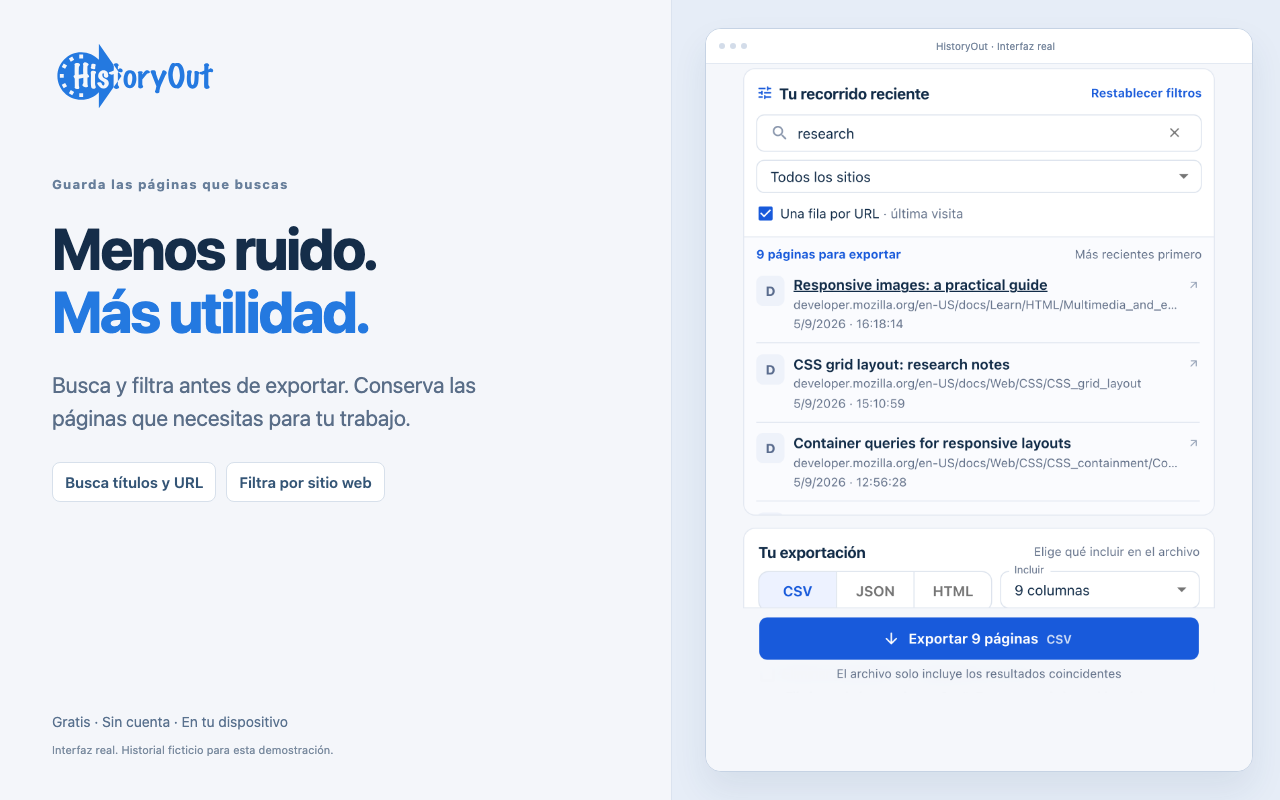 HistoryOut
Guarda las páginas que buscas
Menos ruido.
Más utilidad.
Busca y filtra antes de exportar. Conserva las
páginas que necesitas para tu trabajo.
Busca títulos y URL
Filtra por sitio web
Gratis · Sin cuenta · En tu dispositivo
Interfaz real. Historial ficticio para esta demostración.
HistoryOut · Interfaz real
Tu recorrido reciente
Restablecer filtros
research
Todos los sitios
Una fila por URL · última visita
9 páginas para exportar
Más recientes primero
D
Responsive images: a practical guide
developer.mozilla.org/en-US/docs/Learn/HTML/Multimedia_and_e...
5/9/2026 · 16:18:14
D
CSS grid layout: research notes
developer.mozilla.org/en-US/docs/Web/CSS/CSS_grid_layout
5/9/2026 · 15:10:59
D
Container queries for responsive layouts
developer.mozilla.org/en-US/docs/Web/CSS/CSS_containment/Co...
5/9/2026 · 12:56:28
Tu exportación
Elige qué incluir en el archivo
CSV
JSON
HTML
Incluir
9 columnas
Exportar 9 páginas CSV
El archivo solo incluye los resultados coincidentes